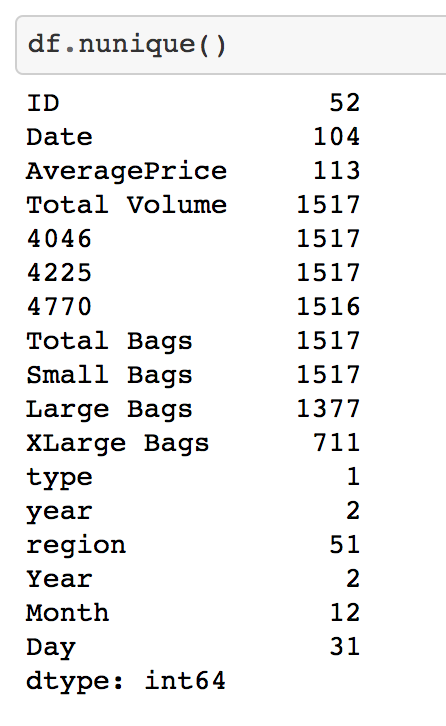 df.nunique()
ID 52
Date 104
AveragePrice 113
Total Volume 1517
4046 1517
4225 1517
4770 1516
Total Bags 1517
Small Bags 1517
Large Bags 1377
XLarge Bags 711
type 1
year 2
region 51
Year 2
Month 12
Day 31
dtype: int64